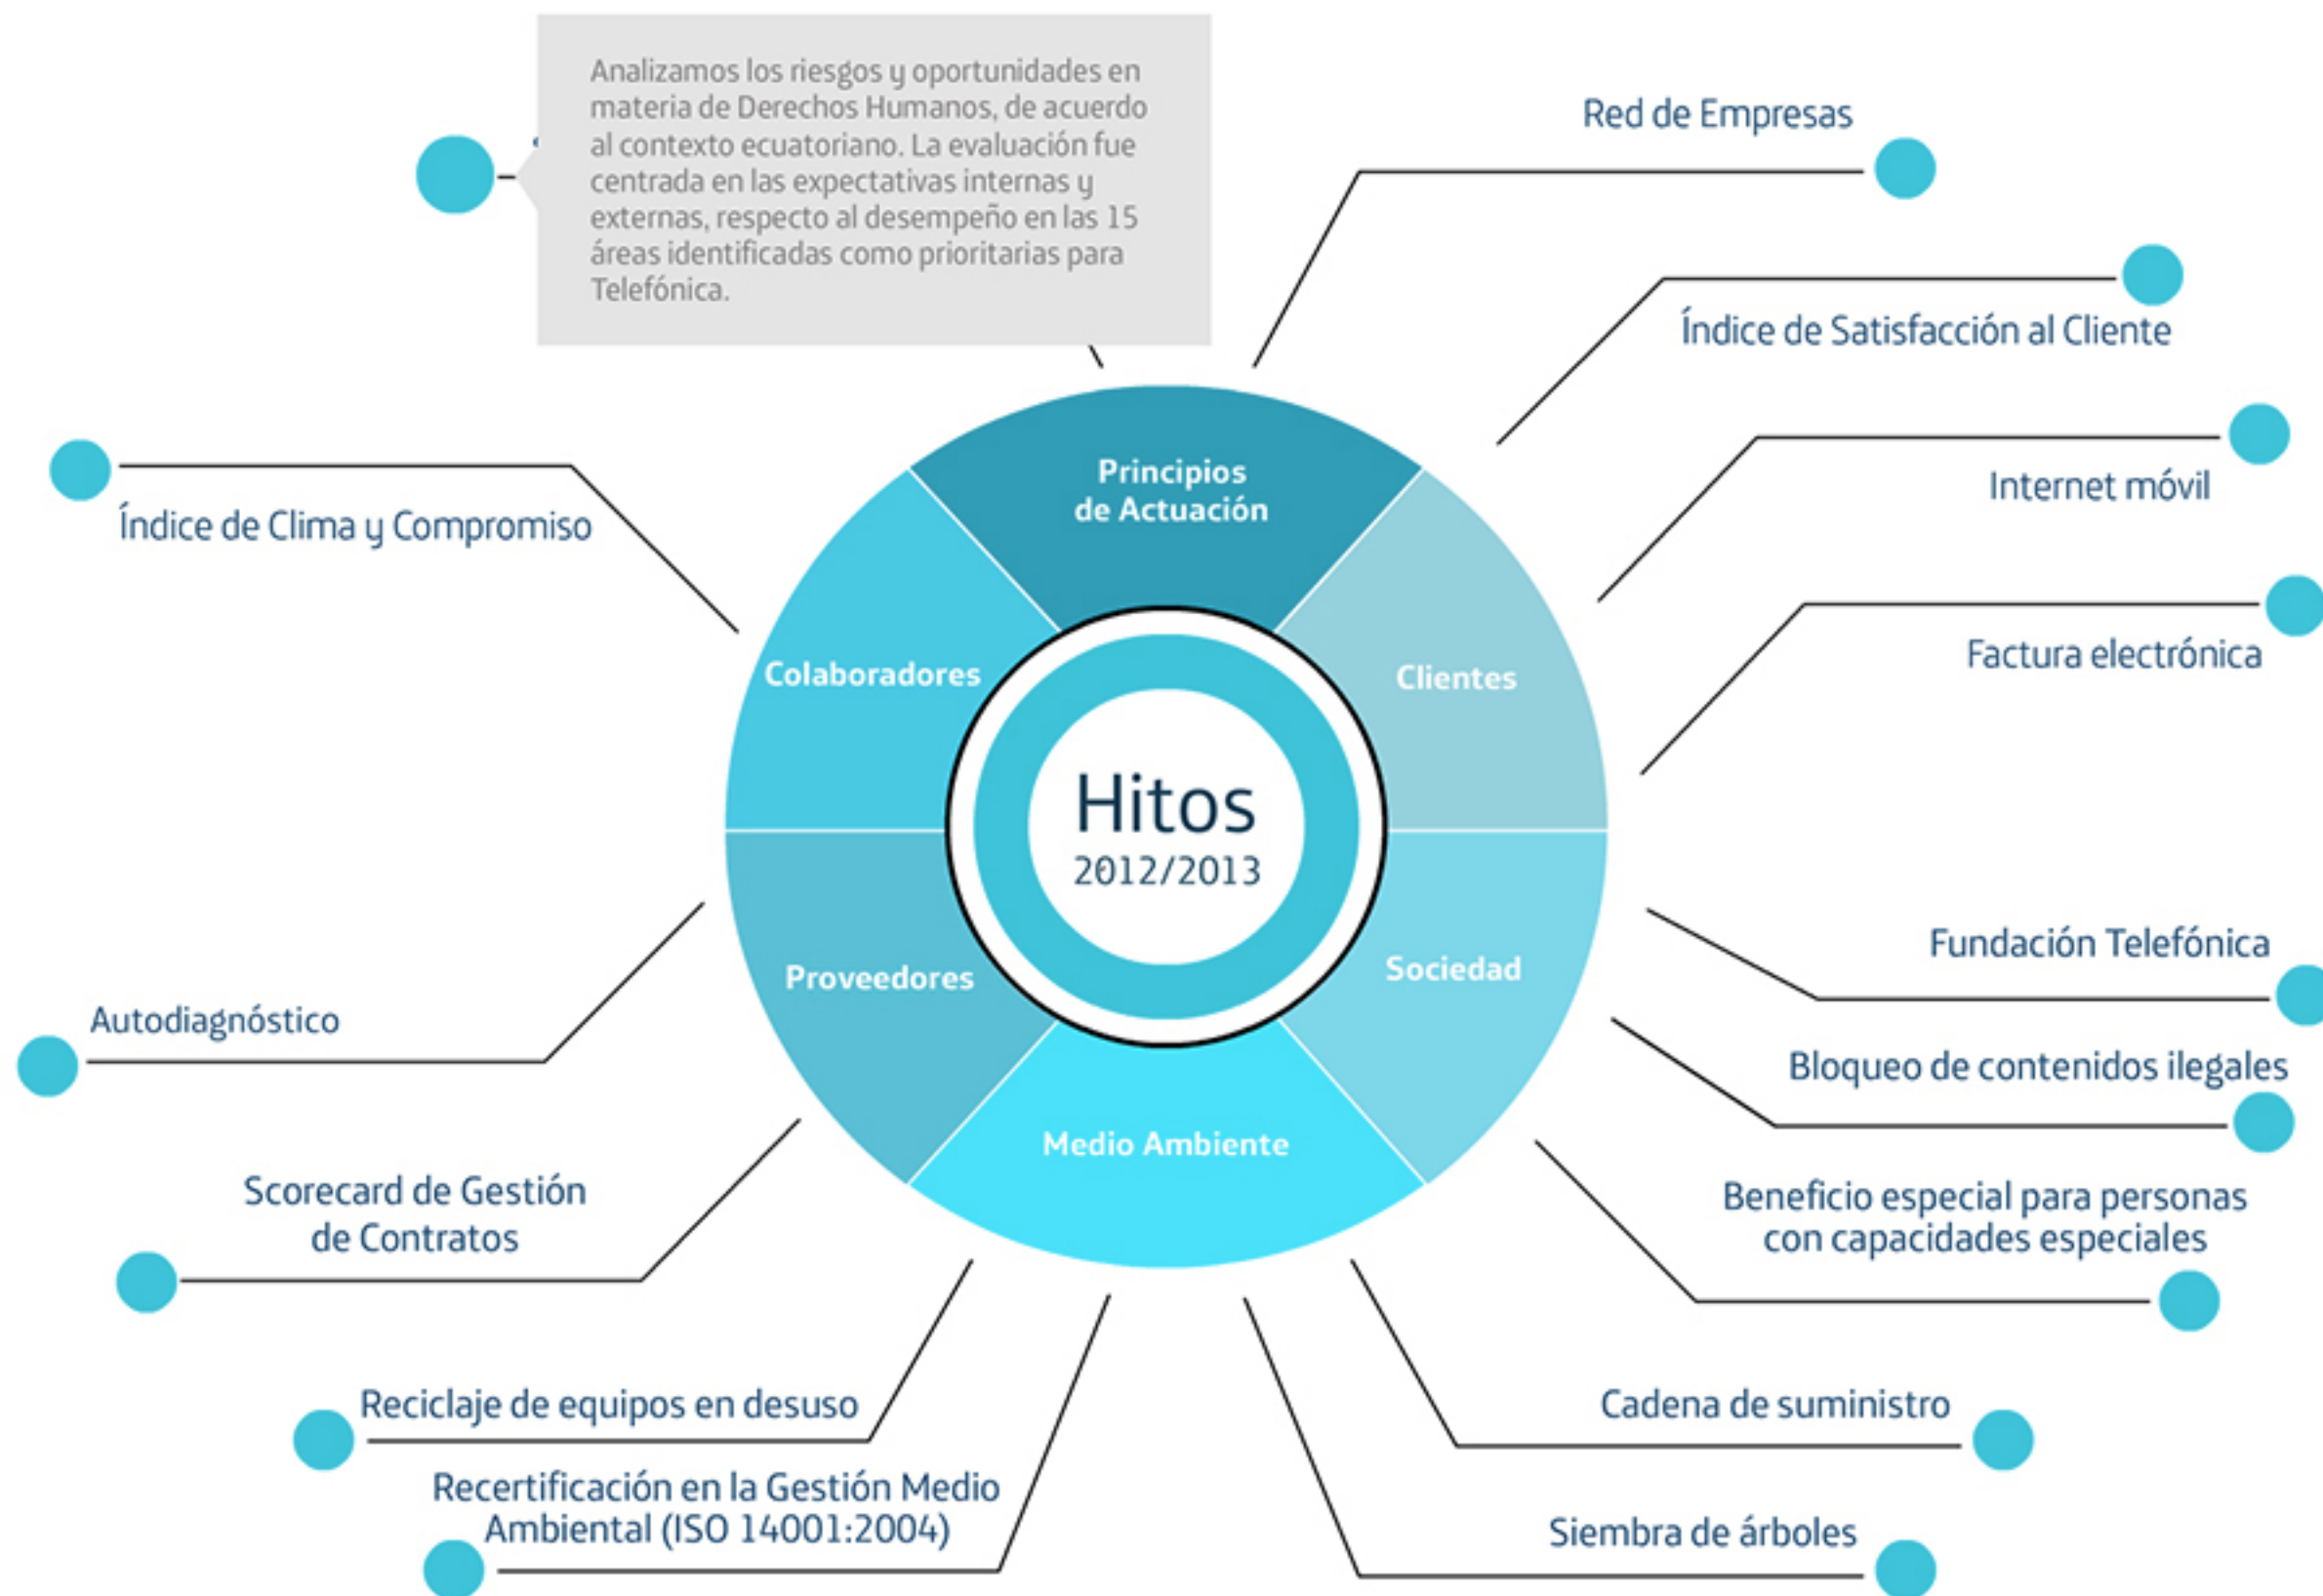 Analizamos los riesgos y oportunidades en
materia de Derechos Humanos, de acuerdo
al contexto ecuatoriano. La evaluación fue
centrada en las expectativas internas y
externas, respecto al desempeño en las 15
áreas identificadas como prioritarias para
Telefónica.
Red de Empresas
Índice de Satisfacción al Cliente
Internet móvil
Factura electrónica
Índice de Clima y Compromiso
Principios
de Actuación
Colaboradores
Clientes
Hitos
2012/2013
Proveedores
Sociedad
Medio Ambiente
Fundación Telefónica
Bloqueo de contenidos ilegales
Beneficio especial para personas
con capacidades especiales
Autodiagnóstico
Scorecard de Gestión
de Contratos
Reciclaje de equipos en desuso
Recertificación en la Gestión Medio
Ambiental (ISO 14001:2004)
Cadena de suministro
Siembra de árboles